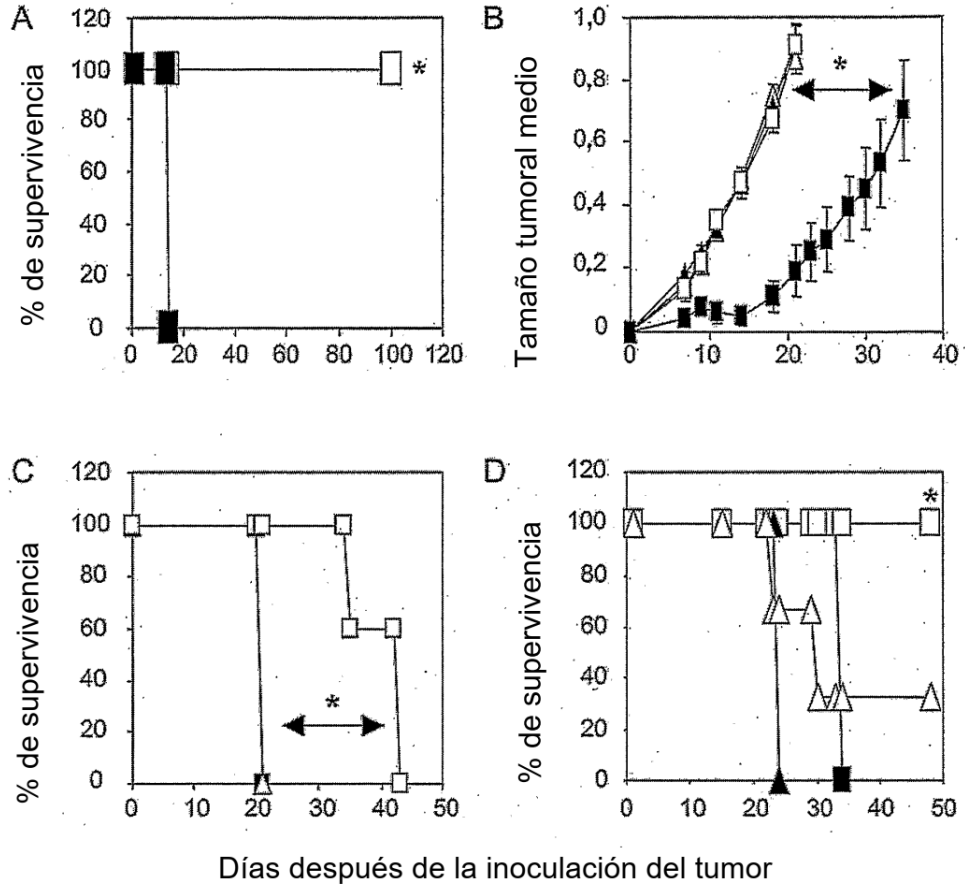 A
% de supervivencia
120
100
80
60
40
20
0
*
0 20 40 60 80 100 120
B
Tamaño tumoral medio
1,0
0,8
0,6
0,4
0,2
0
*
0 10 20 30 40
C
% de supervivencia
120
100
80
60
40
20
0
*
0 10 20 30 40 50
D
% de supervivencia
120
100
80
60
40
20
0
*
0 10 20 30 40 50
Días después de la inoculación del tumor